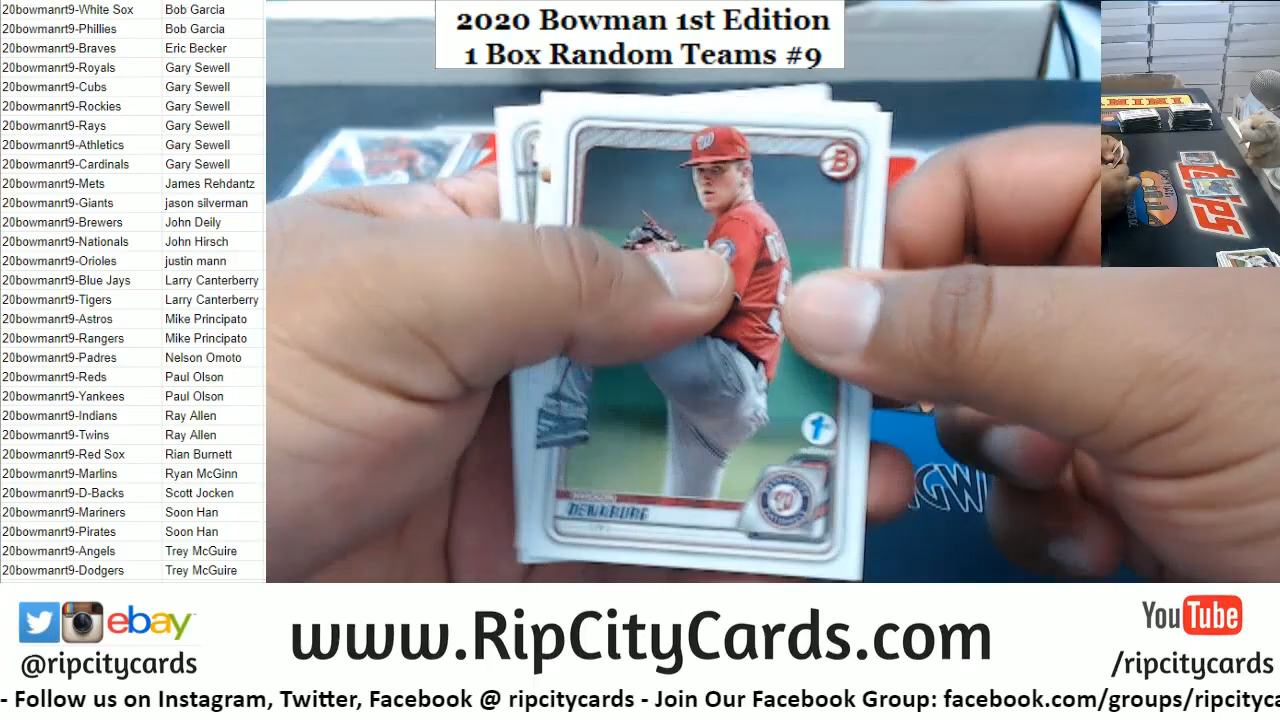 2020 Bowman 1st Edition
1 Box Random Teams #9
20bowmanrt9-White Sox Bob Garcia
20bowmanrt9-Phillies Bob Garcia
20bowmanrt9-Braves Eric Becker
20bowmanrt9-Royals Gary Sewell
20bowmanrt9-Cubs Gary Sewell
20bowmanrt9-Rockies Gary Sewell
20bowmanrt9-Rays Gary Sewell
20bowmanrt9-Athletics Gary Sewell
20bowmanrt9-Cardinals Gary Sewell
20bowmanrt9-Mets James Rehdantz
20bowmanrt9-Giants jason silverman
20bowmanrt9-Brewers John Deily
20bowmanrt9-Nationals John Hirsch
20bowmanrt9-Orioles justin mann
20bowmanrt9-Blue Jays Larry Canterberry
20bowmanrt9-Tigers Larry Canterberry
20bowmanrt9-Astros Mike Principato
20bowmanrt9-Rangers Mike Principato
20bowmanrt9-Padres Nelson Omoto
20bowmanrt9-Reds Paul Olson
20bowmanrt9-Yankees Paul Olson
20bowmanrt9-Indians Ray Allen
20bowmanrt9-Twins Ray Allen
20bowmanrt9-Red Sox Rian Burnett
20bowmanrt9-Marlins Ryan McGinn
20bowmanrt9-D-Backs Scott Jocken
20bowmanrt9-Mariners Soon Han
20bowmanrt9-Pirates Soon Han
20bowmanrt9-Angels Trey McGuire
20bowmanrt9-Dodgers Trey McGuire
W
B
1
DENABURG
W
GW
ebay
@ripcitycards
www.RipCityCards.com
YouTube
/ripcitycards
- Follow us on Instagram, Twitter, Facebook @ ripcitycards - Join Our Facebook Group: facebook.com/groups/ripcityca